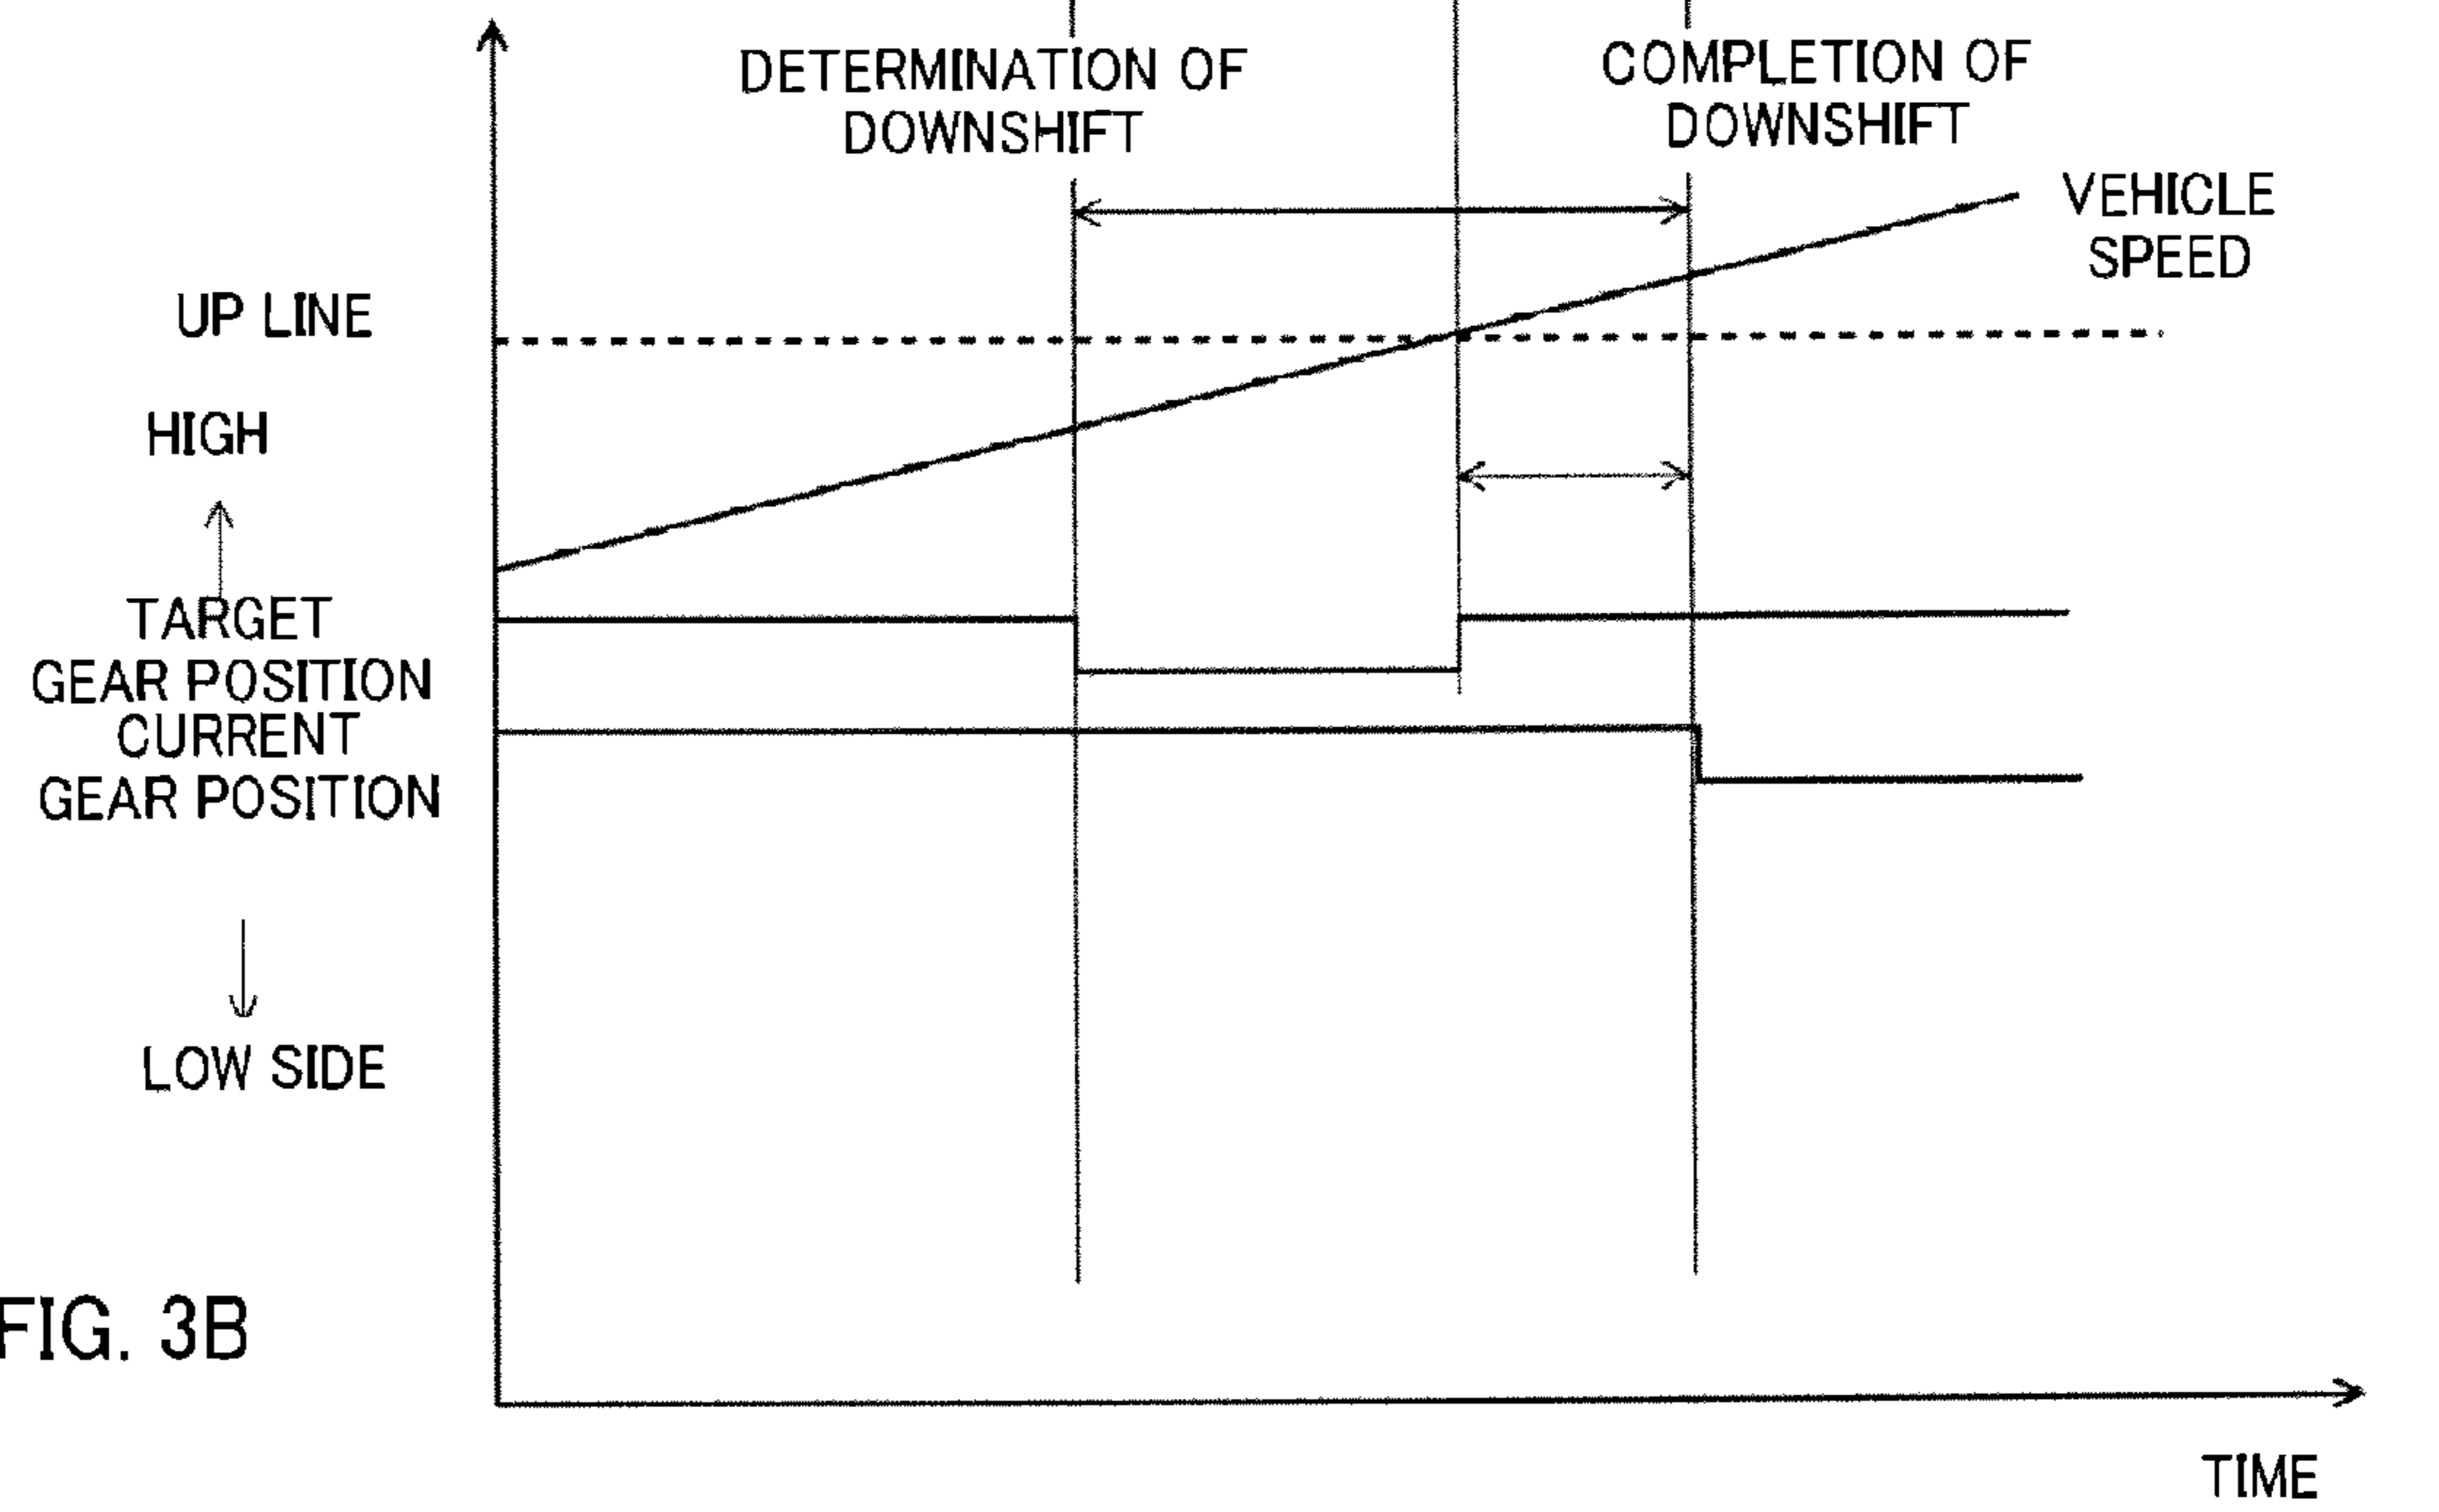 DETERMINATION OF
DOWNSHIFT
COMPLETION OF
DOWNSHIFT
VEHICLE
SPEED
UP LINE
HIGH
TARGET
GEAR POSITION
CURRENT
GEAR POSITION
LOW SIDE
FIG. 3B
TIME